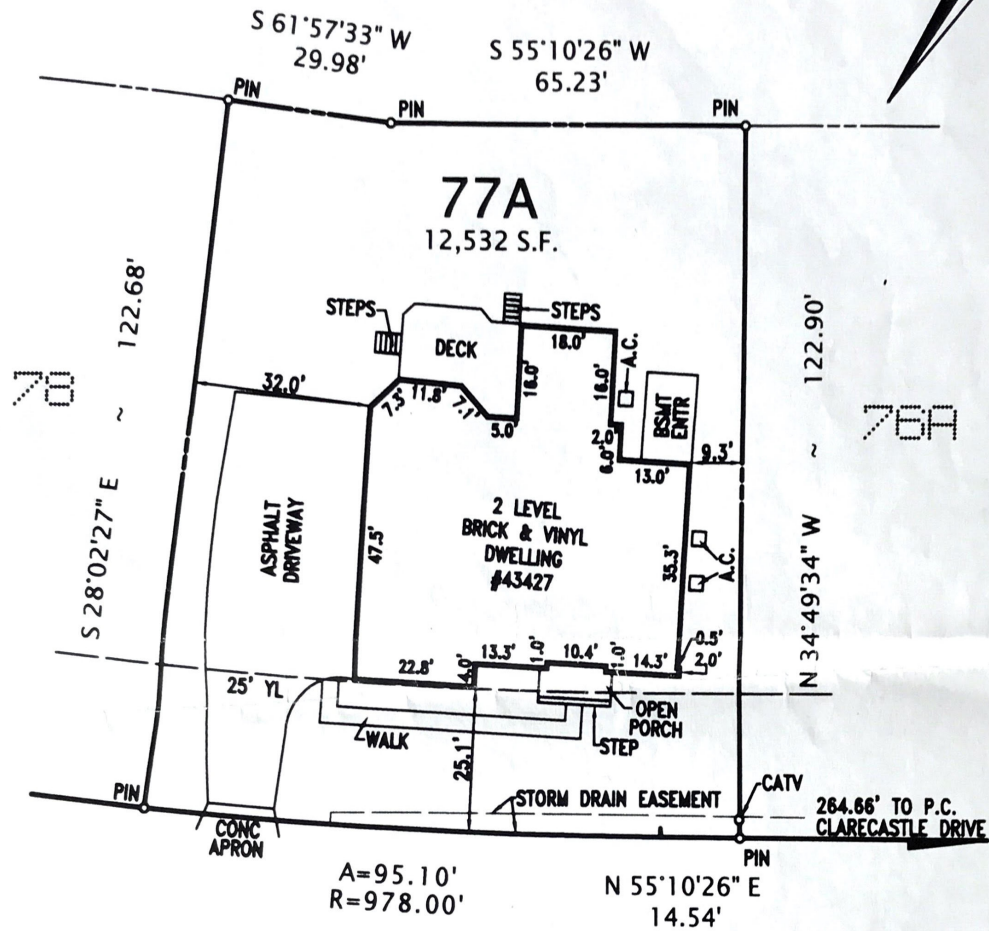 S 61°57'33" W
29.98'
S 55°10'26" W
65.23'
PIN
PIN
PIN
77A
12,532 S.F.
122.68'
~
S 28°02'27" E
78
122.90'
~
N 34°49'34" W
76A
STEPS
STEPS
DECK
18.0'
16.0'
16.0'
A.C.
32.0'
7.3'
11.8'
7.1'
5.0'
2.0'
6.0'
BSMT
ENTR
13.0'
9.3'
ASPHALT
DRIVEWAY
47.5'
2 LEVEL
BRICK & VINYL
DWELLING
#43427
35.3'
A.C.
0.5'
2.0'
22.8'
4.0'
13.3'
1.0'
10.4'
1.0'
14.3'
25' YL
WALK
25.1'
OPEN
PORCH
STEP
PIN
CONC
APRON
STORM DRAIN EASEMENT
CATV
264.66' TO P.C.
CLARECASTLE DRIVE
PIN
A=95.10'
R=978.00'
N 55°10'26" E
14.54'